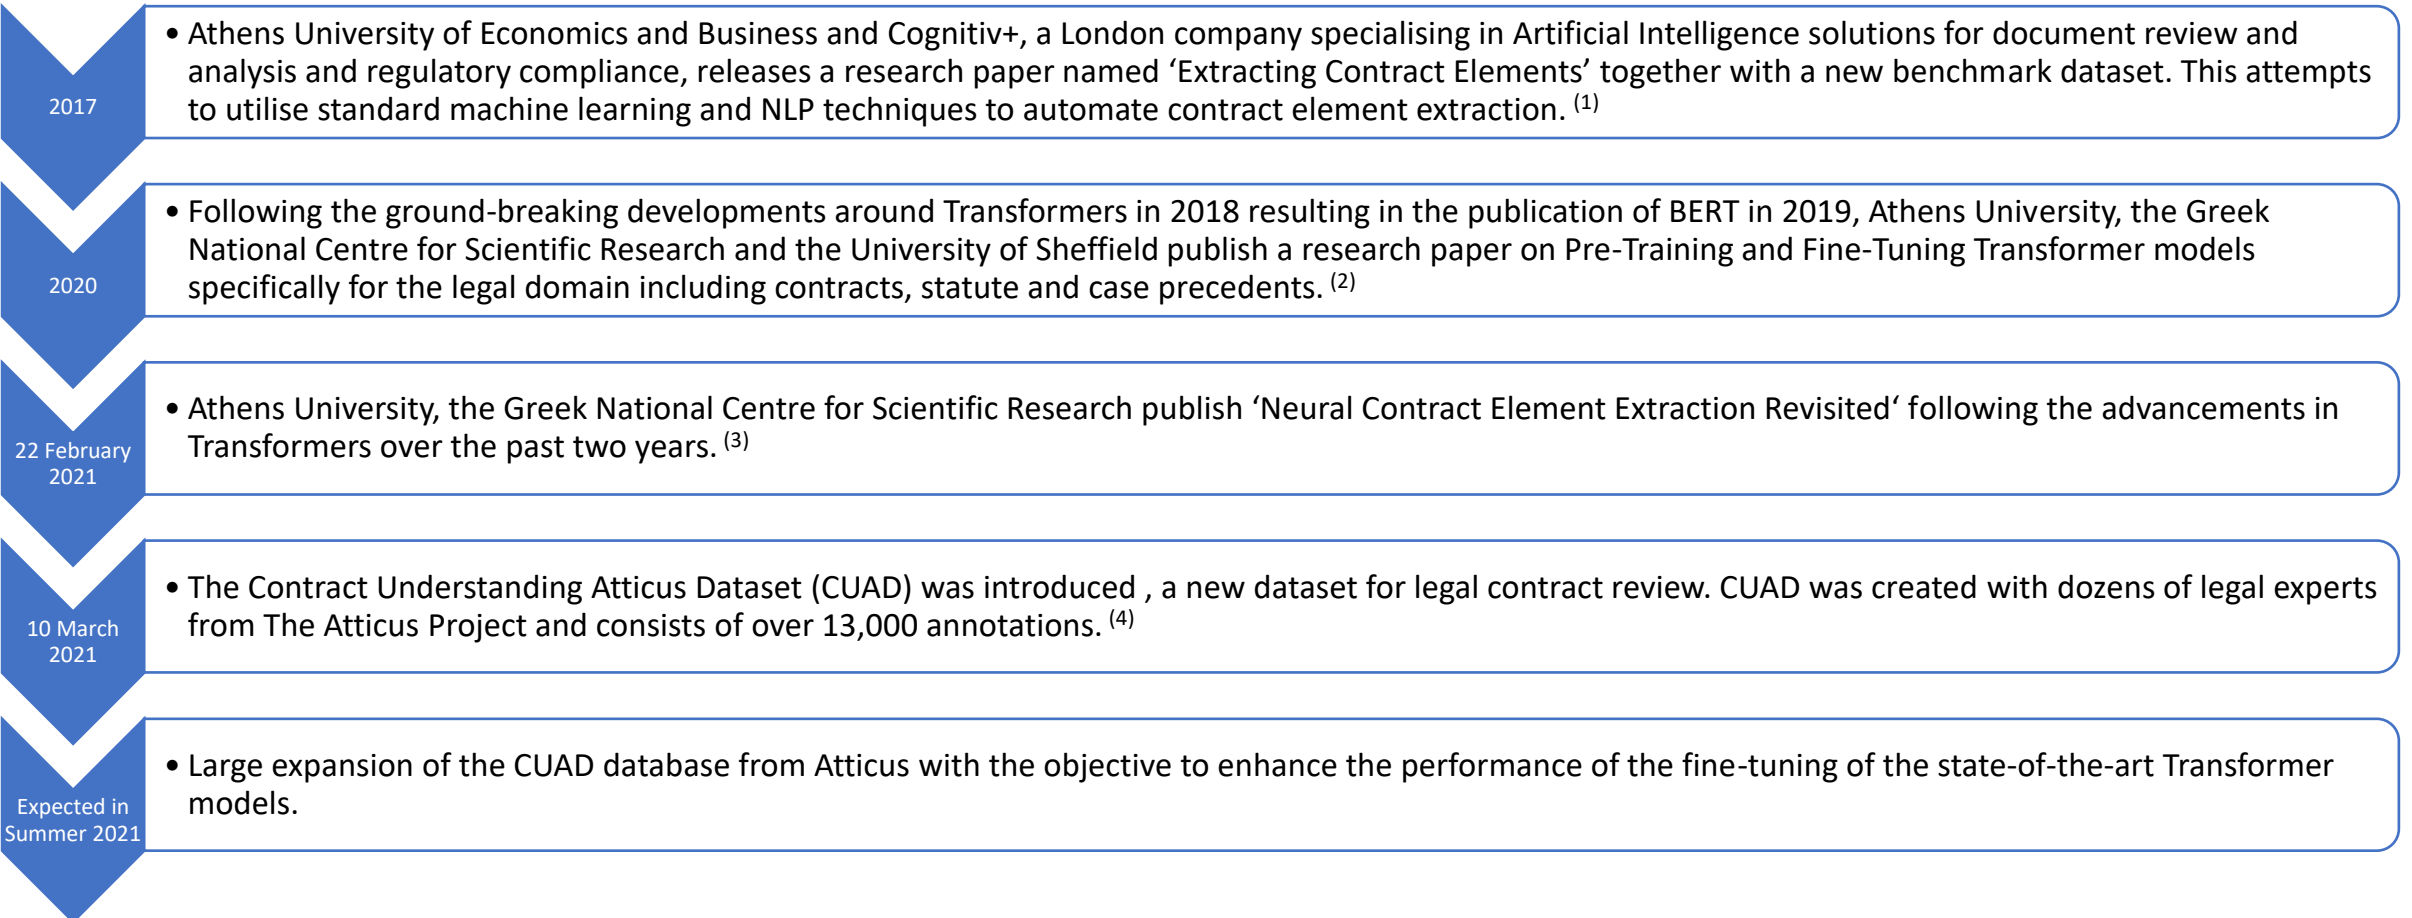 2017
• Athens University of Economics and Business and Cognitiv+, a London company specialising in Artificial Intelligence solutions for document review and
analysis and regulatory compliance, releases a research paper named ‘Extracting Contract Elements’ together with a new benchmark dataset. This attempts
to utilise standard machine learning and NLP techniques to automate contract element extraction. (1)
2020
• Following the ground-breaking developments around Transformers in 2018 resulting in the publication of BERT in 2019, Athens University, the Greek
National Centre for Scientific Research and the University of Sheffield publish a research paper on Pre-Training and Fine-Tuning Transformer models
specifically for the legal domain including contracts, statute and case precedents. (2)
22 February
2021
• Athens University, the Greek National Centre for Scientific Research publish ‘Neural Contract Element Extraction Revisited‘ following the advancements in
Transformers over the past two years. (3)
10 March
2021
• The Contract Understanding Atticus Dataset (CUAD) was introduced , a new dataset for legal contract review. CUAD was created with dozens of legal experts
from The Atticus Project and consists of over 13,000 annotations. (4)
Expected in
Summer 2021
• Large expansion of the CUAD database from Atticus with the objective to enhance the performance of the fine-tuning of the state-of-the-art Transformer
models.